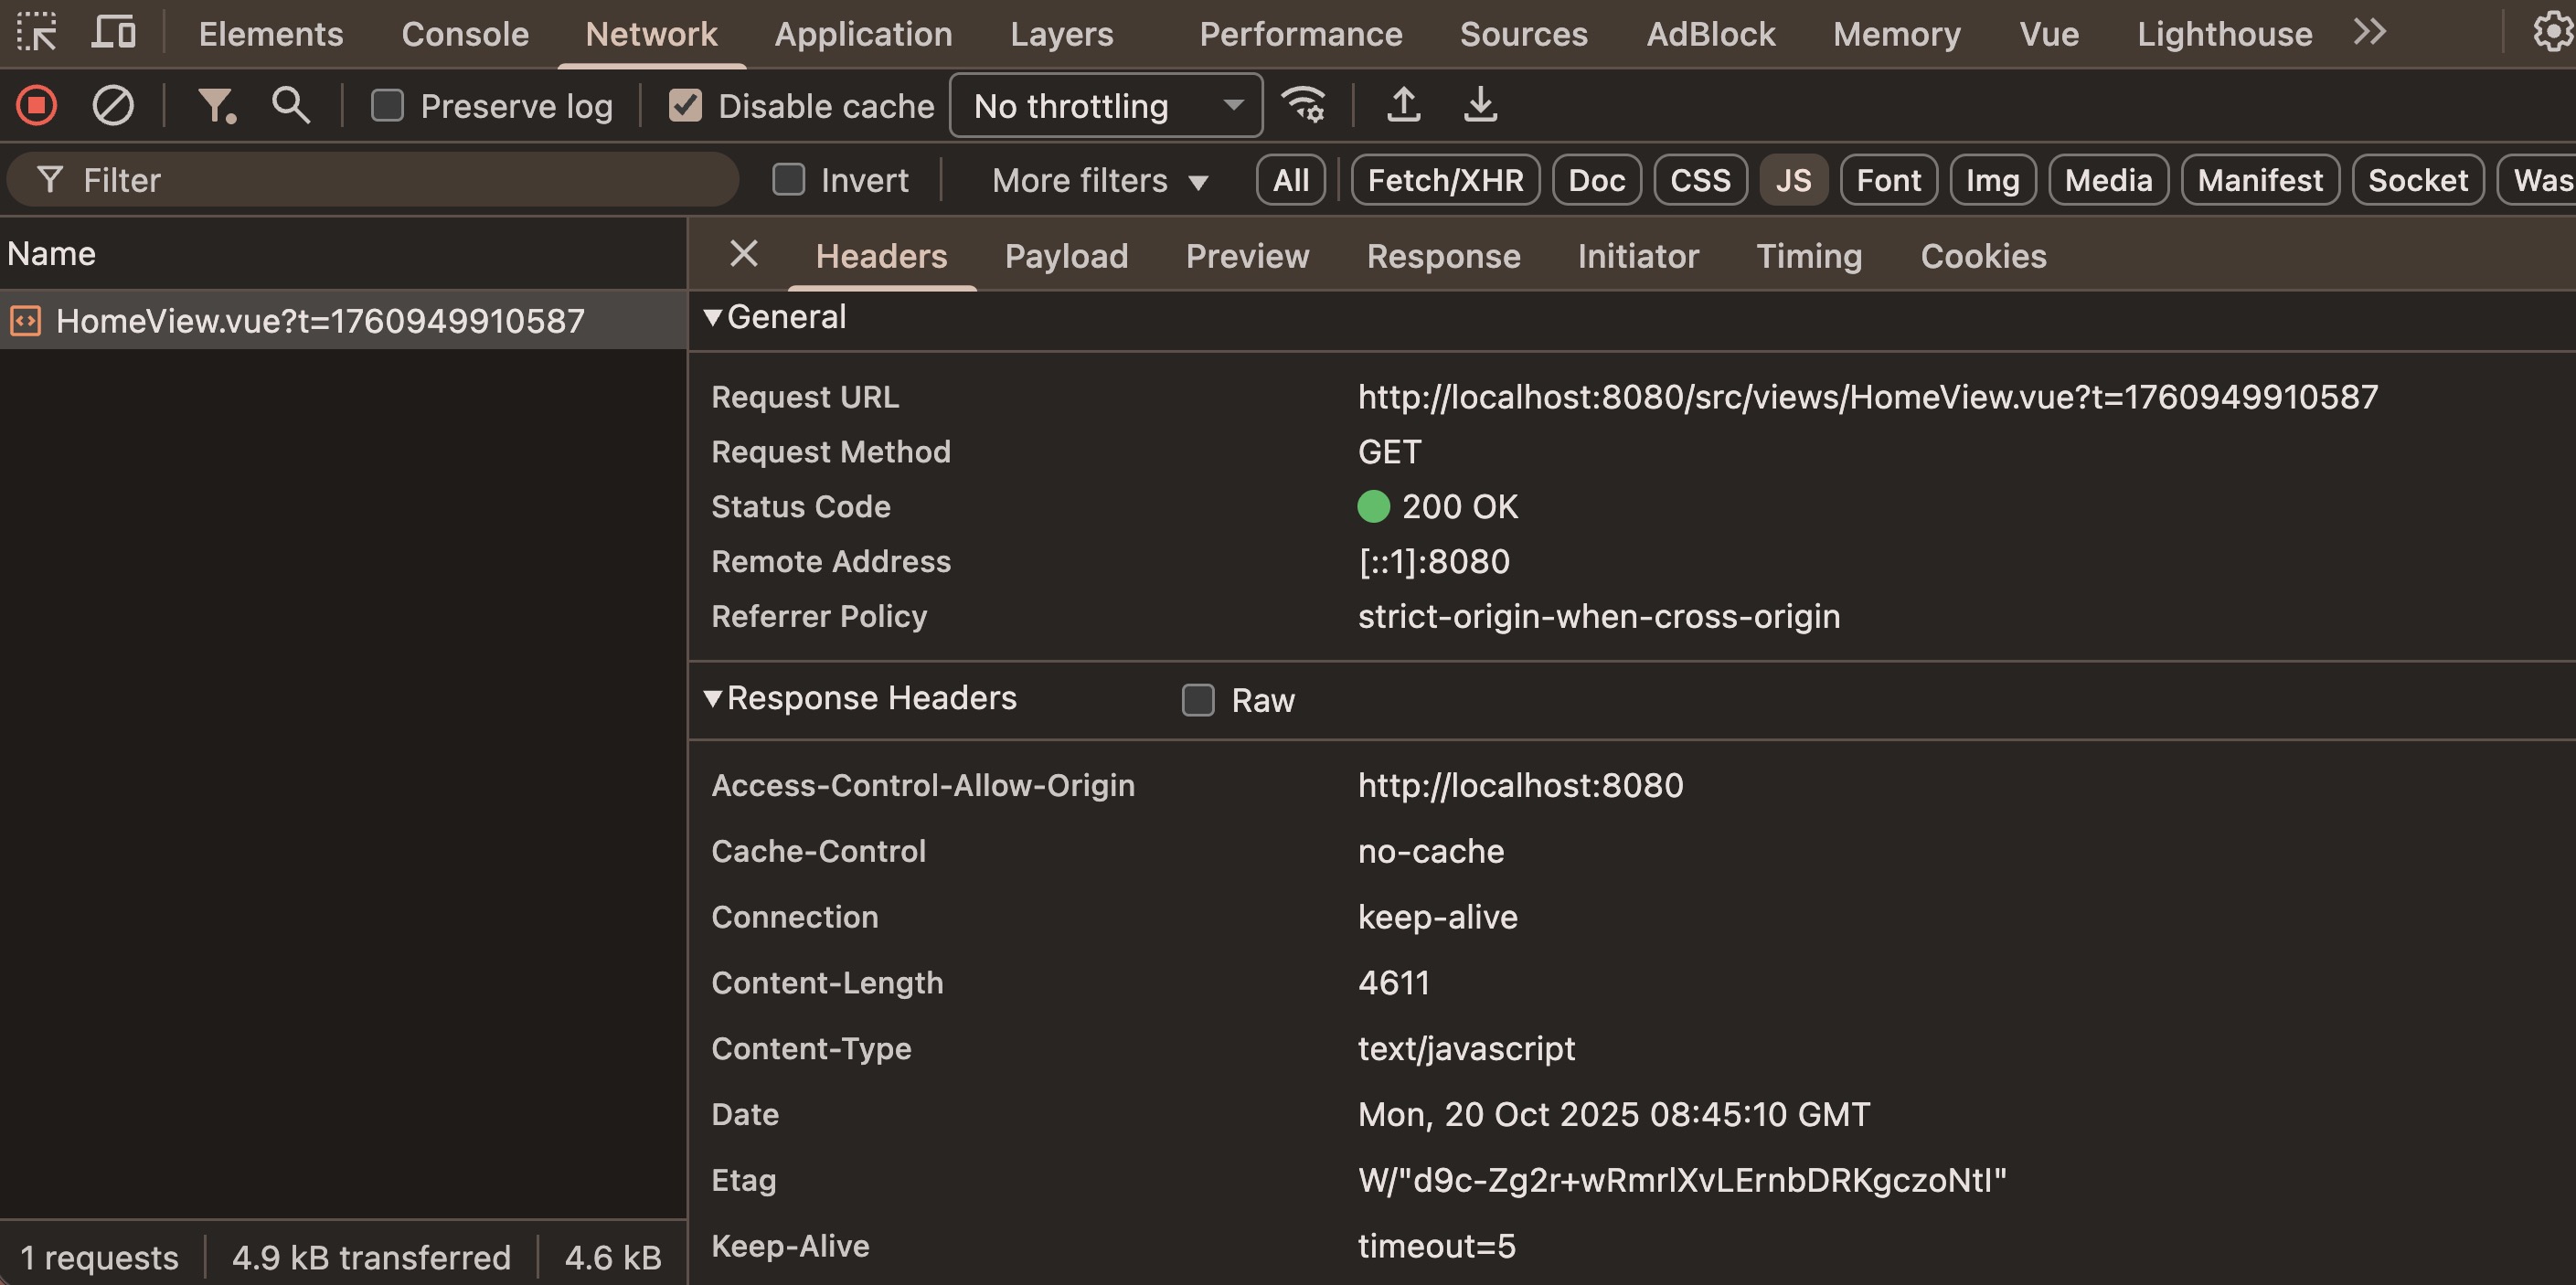 Elements Console Network Application Layers Performance Sources AdBlock Memory Vue Lighthouse
Preserve log Disable cache No throttling
Filter Invert More filters All Fetch/XHR Doc CSS JS Font Img Media Manifest Socket Was
Name
HomeView.vue?t=1760949910587
Headers Payload Preview Response Initiator Timing Cookies
General
Request URL http://localhost:8080/src/views/HomeView.vue?t=1760949910587
Request Method GET
Status Code 200 OK
Remote Address [::1]:8080
Referrer Policy strict-origin-when-cross-origin
Response Headers Raw
Access-Control-Allow-Origin http://localhost:8080
Cache-Control no-cache
Connection keep-alive
Content-Length 4611
Content-Type text/javascript
Date Mon, 20 Oct 2025 08:45:10 GMT
Etag W/"d9c-Zg2r+wRmrlXvLErnbDRKgczoNtI"
Keep-Alive timeout=5
1 requests 4.9 kB transferred 4.6 kB